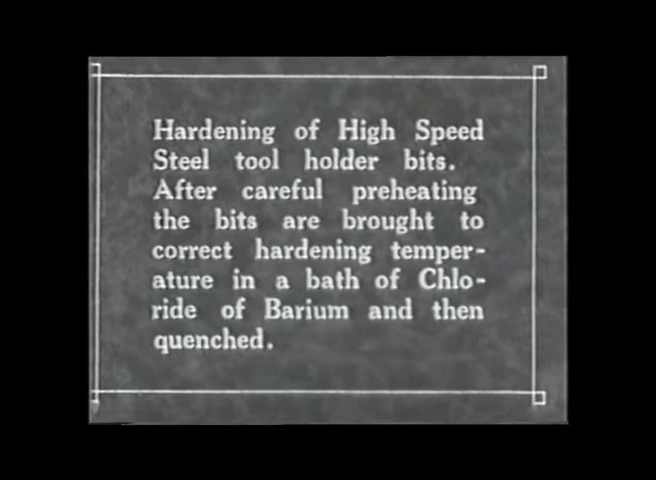 Hardening of High Speed
Steel tool holder bits.
After careful preheating
the bits are brought to
correct hardening temper-
ature in a bath of Chlo-
ride of Barium and then
quenched.